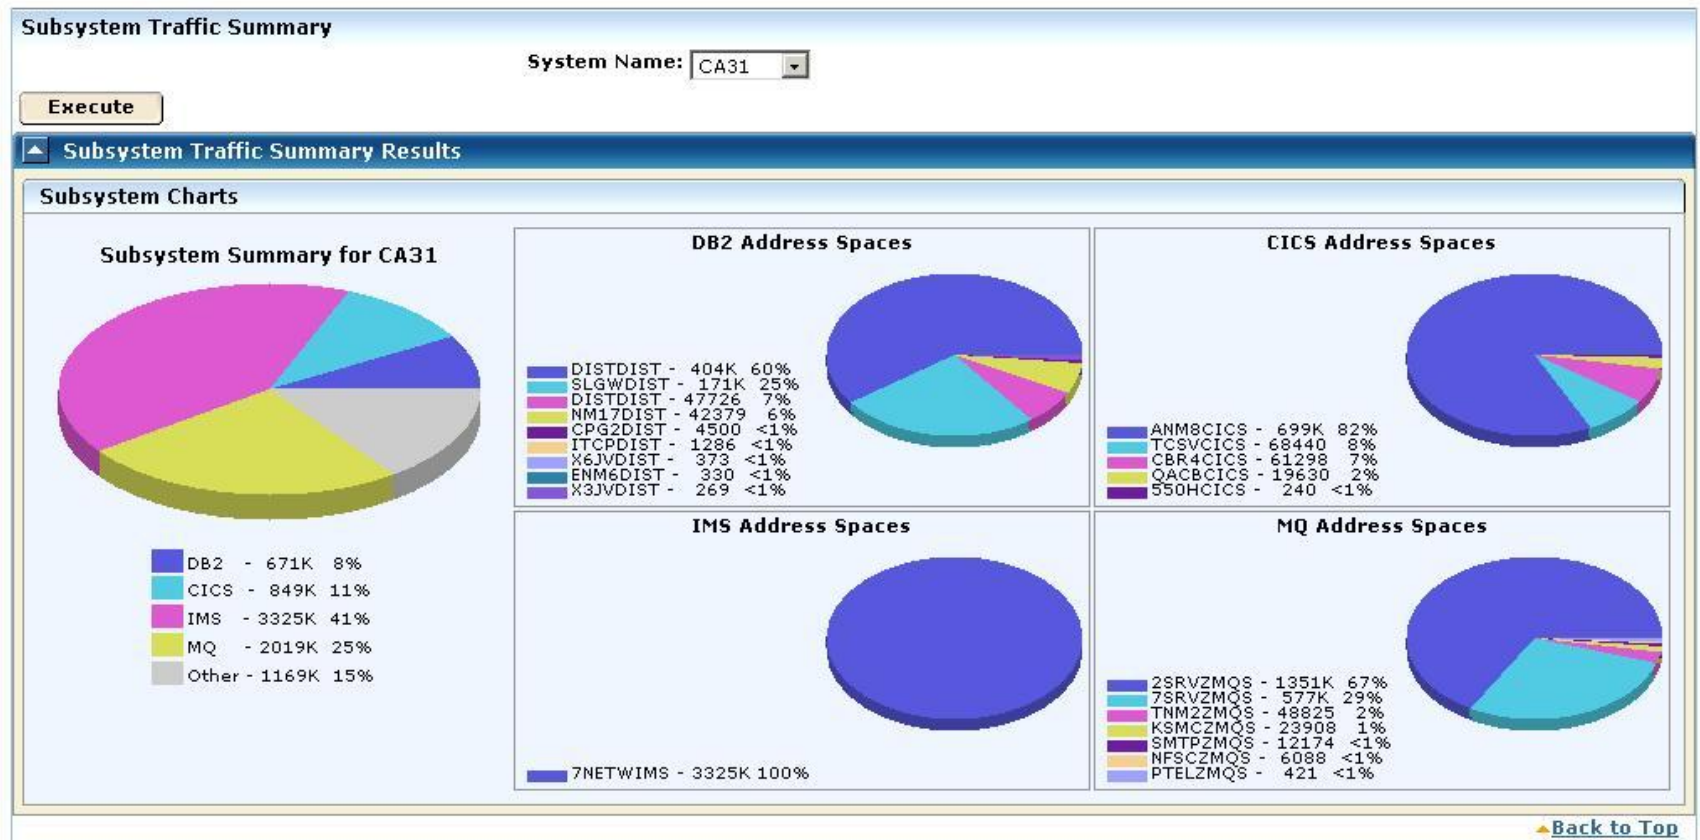 Subsystem Traffic Summary
System Name: CA31
Execute
Subsystem Traffic Summary Results
Subsystem Charts
Subsystem Summary for CA31
DB2 - 671K 8%
CICS - 849K 11%
IMS - 3325K 41%
MQ - 2019K 25%
Other - 1169K 15%
DB2 Address Spaces
DISTDIST - 404K 60%
SLGWDIST - 171K 25%
DISTDIST - 47726 7%
NM17DIST - 42379 6%
CPG2DIST - 4500 <1%
ITCPDIST - 1286 <1%
X6JVDIST - 373 <1%
ENM6DIST - 330 <1%
X3JVDIST - 269 <1%
CICS Address Spaces
ANM8CICS - 699K 82%
TCSVCICS - 68440 8%
CBR4CICS - 61298 7%
QACBCICS - 19630 2%
550HCICS - 240 <1%
IMS Address Spaces
7NETWIMS - 3325K 100%
MQ Address Spaces
2SRVZMQS - 1351K 67%
7SRVZMQS - 577K 29%
TNM2ZMQS - 48825 2%
KSMCZMQS - 23908 1%
SMTPZMQS - 12174 <1%
NFSCZMQS - 6088 <1%
PTELZMQS - 421 <1%
Back to Top